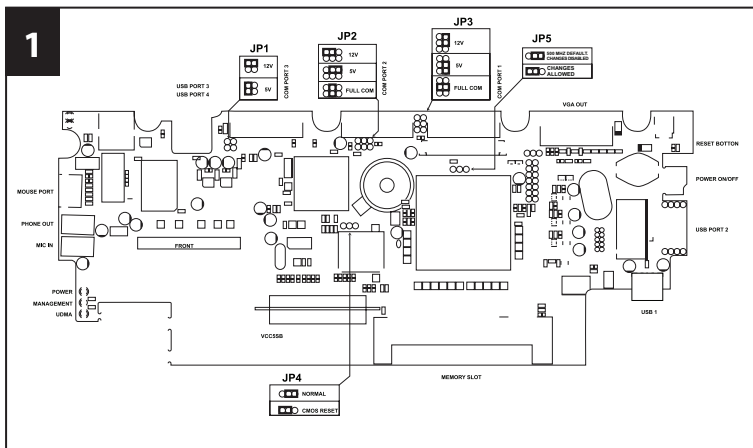 1
JP1
12V
5V
COM PORT 3
JP2
12V
5V
FULL COM
COM PORT 2
JP3
12V
5V
FULL COM
COM PORT 1
JP5
500 MHZ DEFAULT.
CHANGES DISABLED
CHANGES
ALLOWED
USB PORT 3
USB PORT 4
VGA OUT
RESET BOTTON
POWER ON/OFF
MOUSE PORT
PHONE OUT
MIC IN
FRONT
USB PORT 2
POWER
MANAGEMENT
UDMA
USB 1
VCC5SB
MEMORY SLOT
JP4
NORMAL
CMOS RESET